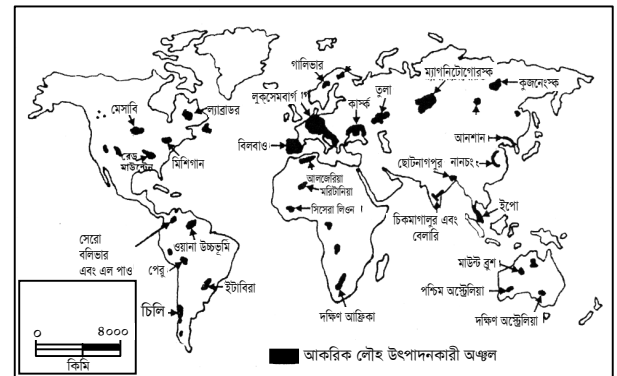 গালিভার
ম্যাগনিটোগোরস্ক
কুজনেৎস্ক
লুক্সেমবার্গ
কার্স্ক
তুলা
মেসাবি
ল্যাব্রাডর
বিলবাও
আনশান
রেড
মাউন্টেন
মিশিগান
ছোটনাগপুর
নানচং
আলজেরিয়া
মরিটানিয়া
সিসেরা লিওন
চিকমাগালুর এবং
বেলারি
ইপো
সেরো
বলিভার
এবং এল পাও
ওয়ানা উচ্চভূমি
পেরু
ইটাবিরা
চিলি
মাউন্ট ব্রুশ
পশ্চিম অস্ট্রেলিয়া
দক্ষিণ আফ্রিকা
দক্ষিণ অস্ট্রেলিয়া
০ ৪০০০
কিমি
আকরিক লৌহ উৎপাদনকারী অঞ্চল